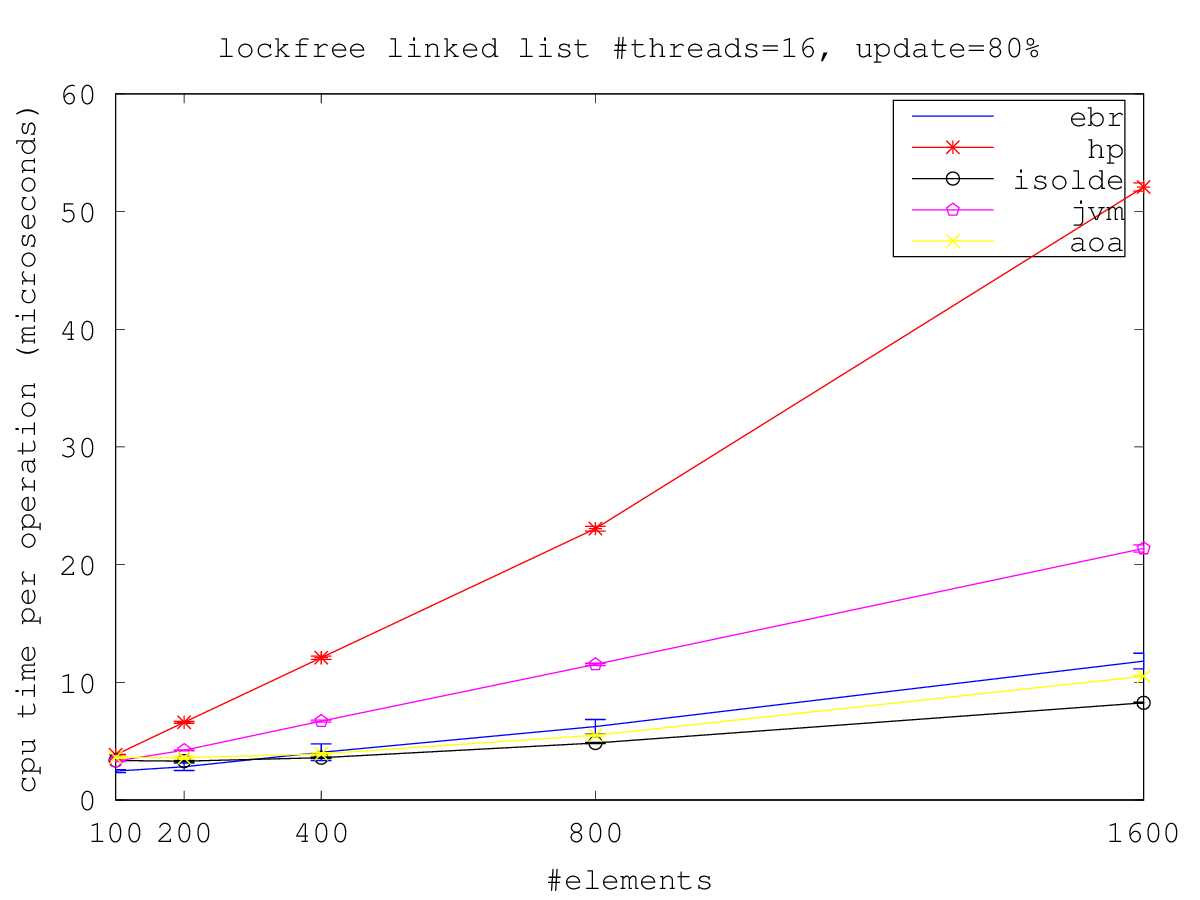 lockfree linked list #threads=16, update=80%
cpu time per operation (microseconds)
60
50
40
30
20
10
0
ebr
hp
isolde
jvm
aoa
100 200 400 800 1600
#elements